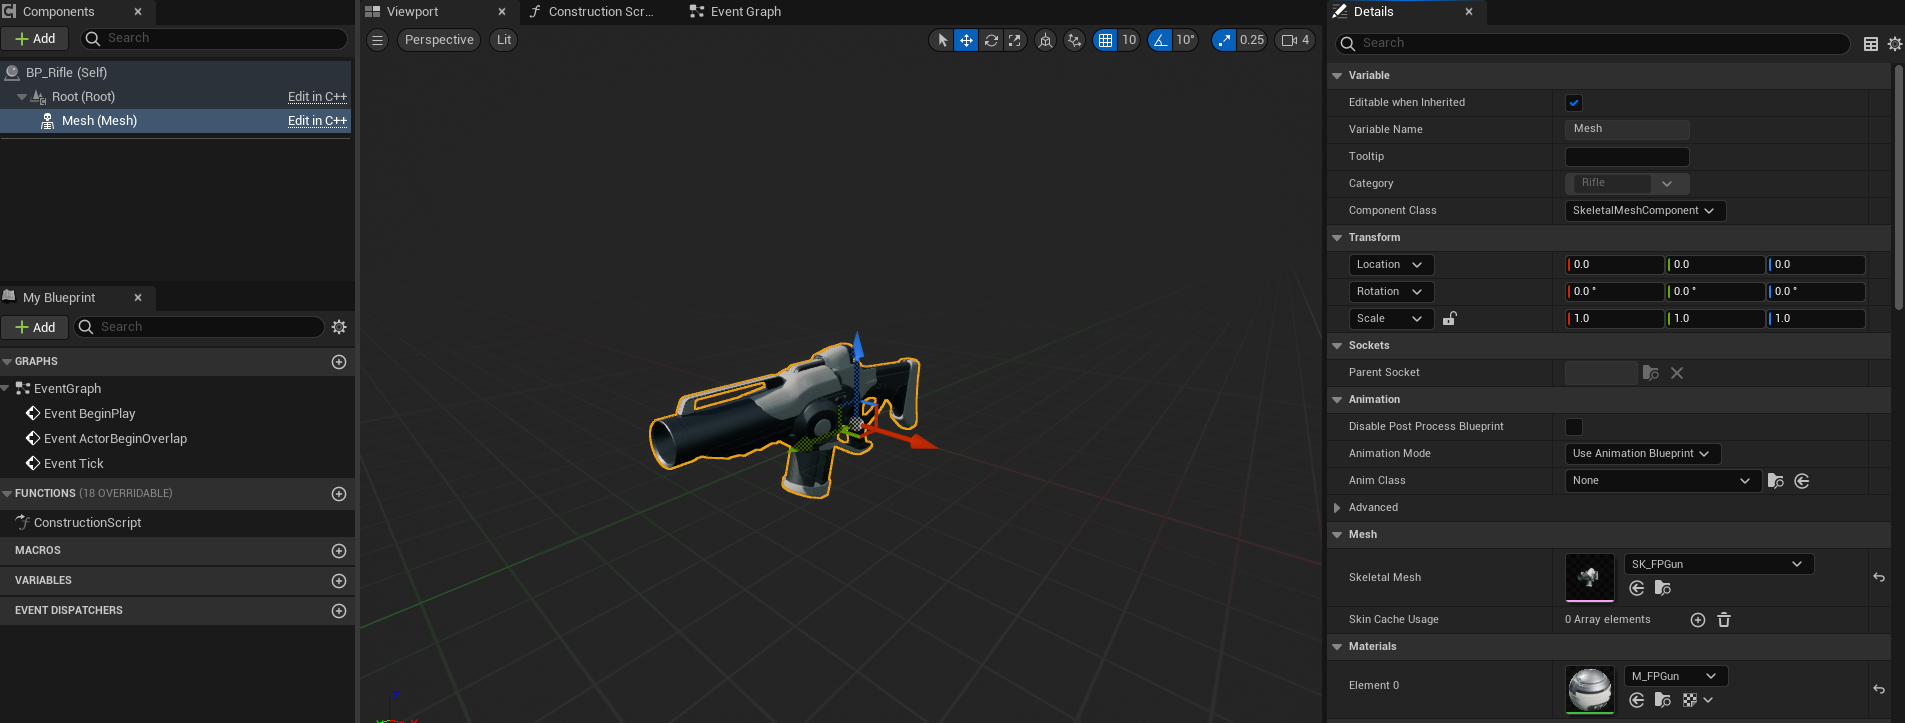 Components
Add
Search
BP_Rifle (Self)
Root (Root) Edit in C++
Mesh (Mesh) Edit in C++
My Blueprint
Add
Search
GRAPHS
EventGraph
Event BeginPlay
Event ActorBeginOverlap
Event Tick
FUNCTIONS (18 OVERRIDABLE)
ConstructionScript
MACROS
VARIABLES
EVENT DISPATCHERS
Viewport
Construction Scr...
Event Graph
Perspective
Lit
10
10°
0.25
4
Details
Search
Variable
Editable when Inherited
Variable Name Mesh
Tooltip
Category Rifle
Component Class SkeletalMeshComponent
Transform
Location 0.0 0.0 0.0
Rotation 0.0 ° 0.0 ° 0.0 °
Scale 1.0 1.0 1.0
Sockets
Parent Socket
Animation
Disable Post Process Blueprint
Animation Mode Use Animation Blueprint
Anim Class None
Advanced
Mesh
Skeletal Mesh SK_FPGun
Skin Cache Usage 0 Array elements
Materials
Element 0 M_FPGun